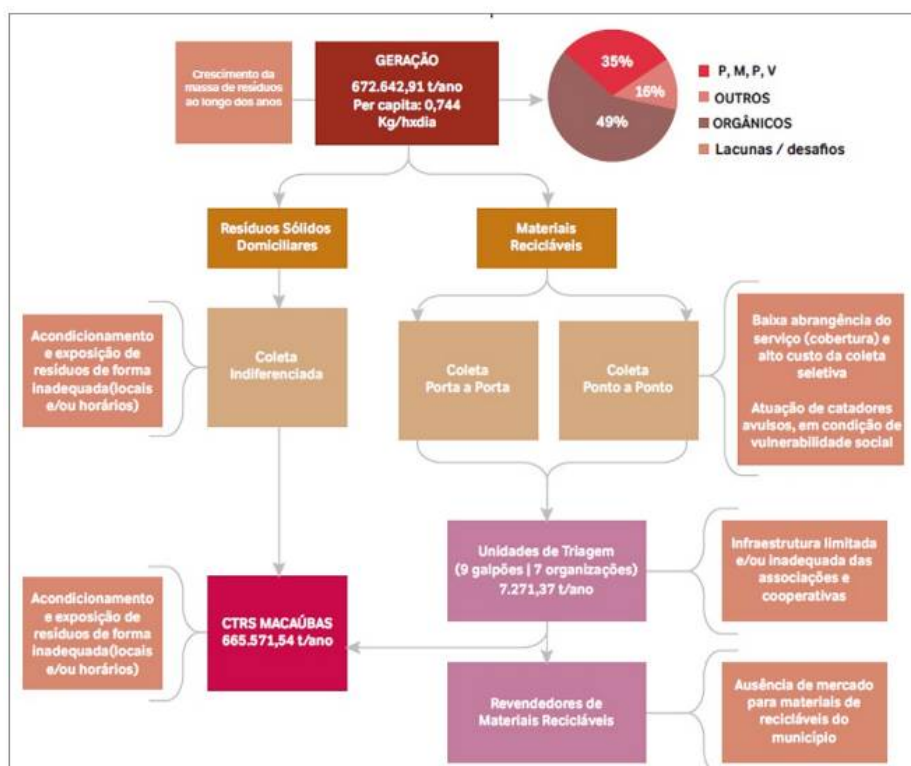 Crescimento da
massa de resíduos
ao longo dos anos
GERAÇÃO
672.642,91 t/ano
Per capita: 0,744
Kg/hxdia
35%
16%
49%
P, M, P, V
OUTROS
ORGÂNICOS
Lacunas / desafios
Resíduos Sólidos
Domiciliares
Materiais
Recicláveis
Acondicionamento
e exposição de
resíduos de forma
inadequada(locais
e/ou horários)
Coleta
Indiferenciada
Coleta
Porta a Porta
Coleta
Ponto a Ponto
Baixa abrangência do
serviço (cobertura) e
alto custo da coleta
seletiva
Atuação de catadores
avulsos, em condição de
vulnerabilidade social
Unidades de Triagem
(9 galpões | 7 organizações)
7.271,37 t/ano
Infraestrutura limitada
e/ou inadequada das
associações e
cooperativas
Acondicionamento
e exposição de
resíduos de forma
inadequada(locais
e/ou horários)
CTRS MACAÚBAS
665.571,54 t/ano
Revendedores de
Materiais Recicláveis
Ausência de mercado
para materiais de
recicláveis do
município